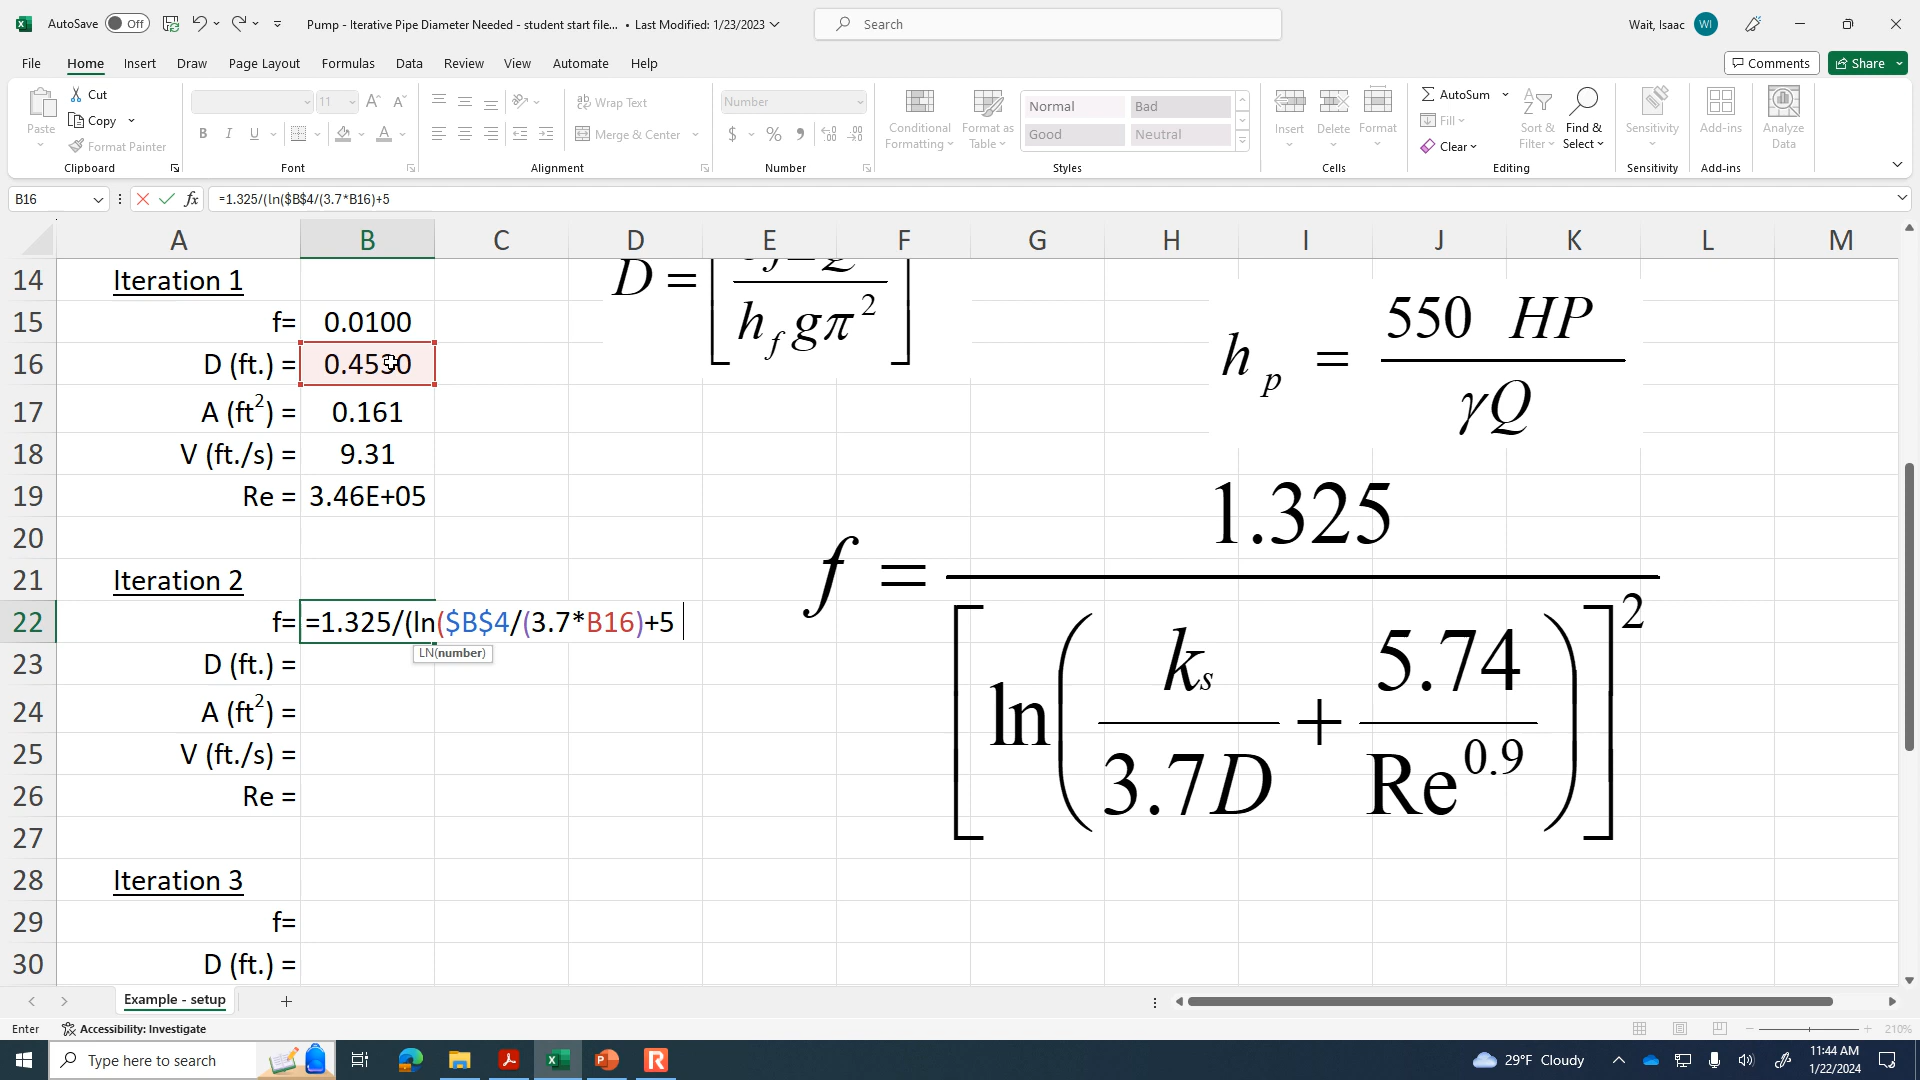 AutoSave Off Pump - Iterative Pipe Diameter Needed - student start file... • Last Modified: 1/23/2023 Search Wait, Isaac WI
File Home Insert Draw Page Layout Formulas Data Review View Automate Help Comments Share
Paste Cut Copy Format Painter Clipboard
11 B I U Font
Wrap Text Merge & Center Alignment
Number $ % , Number
Conditional Formatting Format as Table Normal Bad Good Neutral Styles
Insert Delete Format Cells
AutoSum Fill Clear Sort & Filter Find & Select Editing
Sensitivity Sensitivity
Add-ins Add-ins
Analyze Data
B16 fx =1.325/(ln($B$4/(3.7*B16)+5
A B C D E F G H I J K L M
14 Iteration 1
15 f= 0.0100
16 D (ft.) = 0.4530
17 A (ft2) = 0.161
18 V (ft./s) = 9.31
19 Re = 3.46E+05
20
21 Iteration 2
22 f= =1.325/(ln($B$4/(3.7*B16)+5
LN(number)
23 D (ft.) =
24 A (ft2) =
25 V (ft./s) =
26 Re =
27
28 Iteration 3
29 f=
30 D (ft.) =
D =
hf gπ2
hp = 550 HP
γQ
1.325
f =
[ln(ks/3.7D + 5.74/Re0.9)]2
Example - setup
Enter Accessibility: Investigate 210%
Type here to search 29°F Cloudy 11:44 AM
1/22/2024